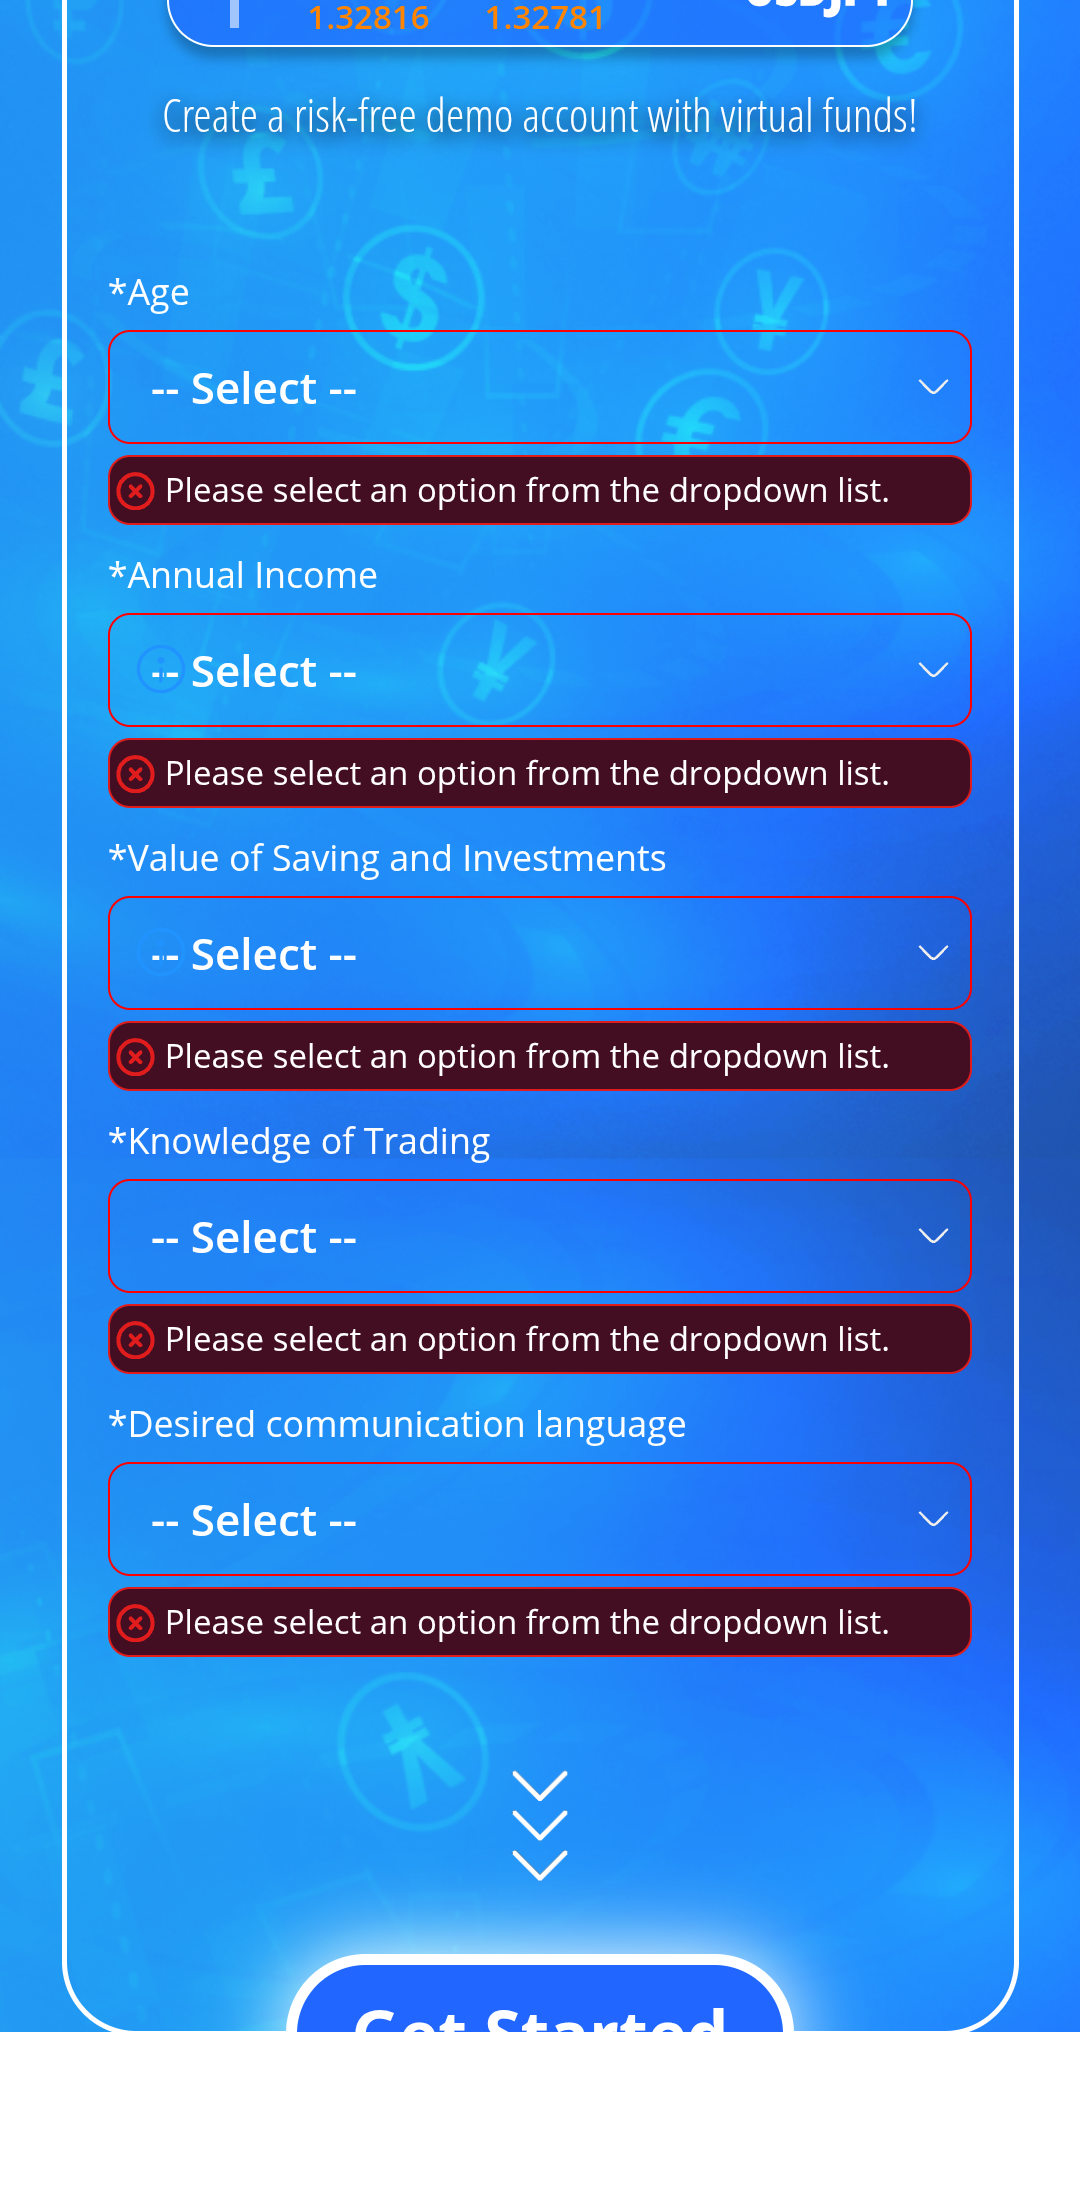 1.32816 1.32781
Create a risk-free demo account with virtual funds!
*Age
-- Select --
Please select an option from the dropdown list.
*Annual Income
-- Select --
Please select an option from the dropdown list.
*Value of Saving and Investments
-- Select --
Please select an option from the dropdown list.
*Knowledge of Trading
-- Select --
Please select an option from the dropdown list.
*Desired communication language
-- Select --
Please select an option from the dropdown list.
Get Started